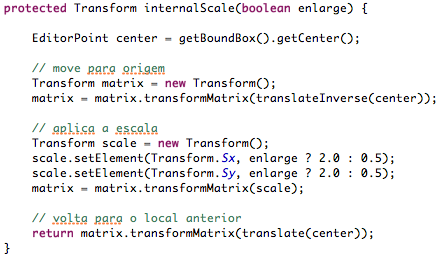 protected Transform internalScale(boolean enlarge) {
EditorPoint center = getBoundBox().getCenter();
// move para origem
Transform matrix = new Transform();
matrix = matrix.transformMatrix(translateInverse(center));
// aplica a escala
Transform scale = new Transform();
scale.setElement(Transform.Sx, enlarge ? 2.0 : 0.5);
scale.setElement(Transform.Sy, enlarge ? 2.0 : 0.5);
matrix = matrix.transformMatrix(scale);
// volta para o local anterior
return matrix.transformMatrix(translate(center));
}